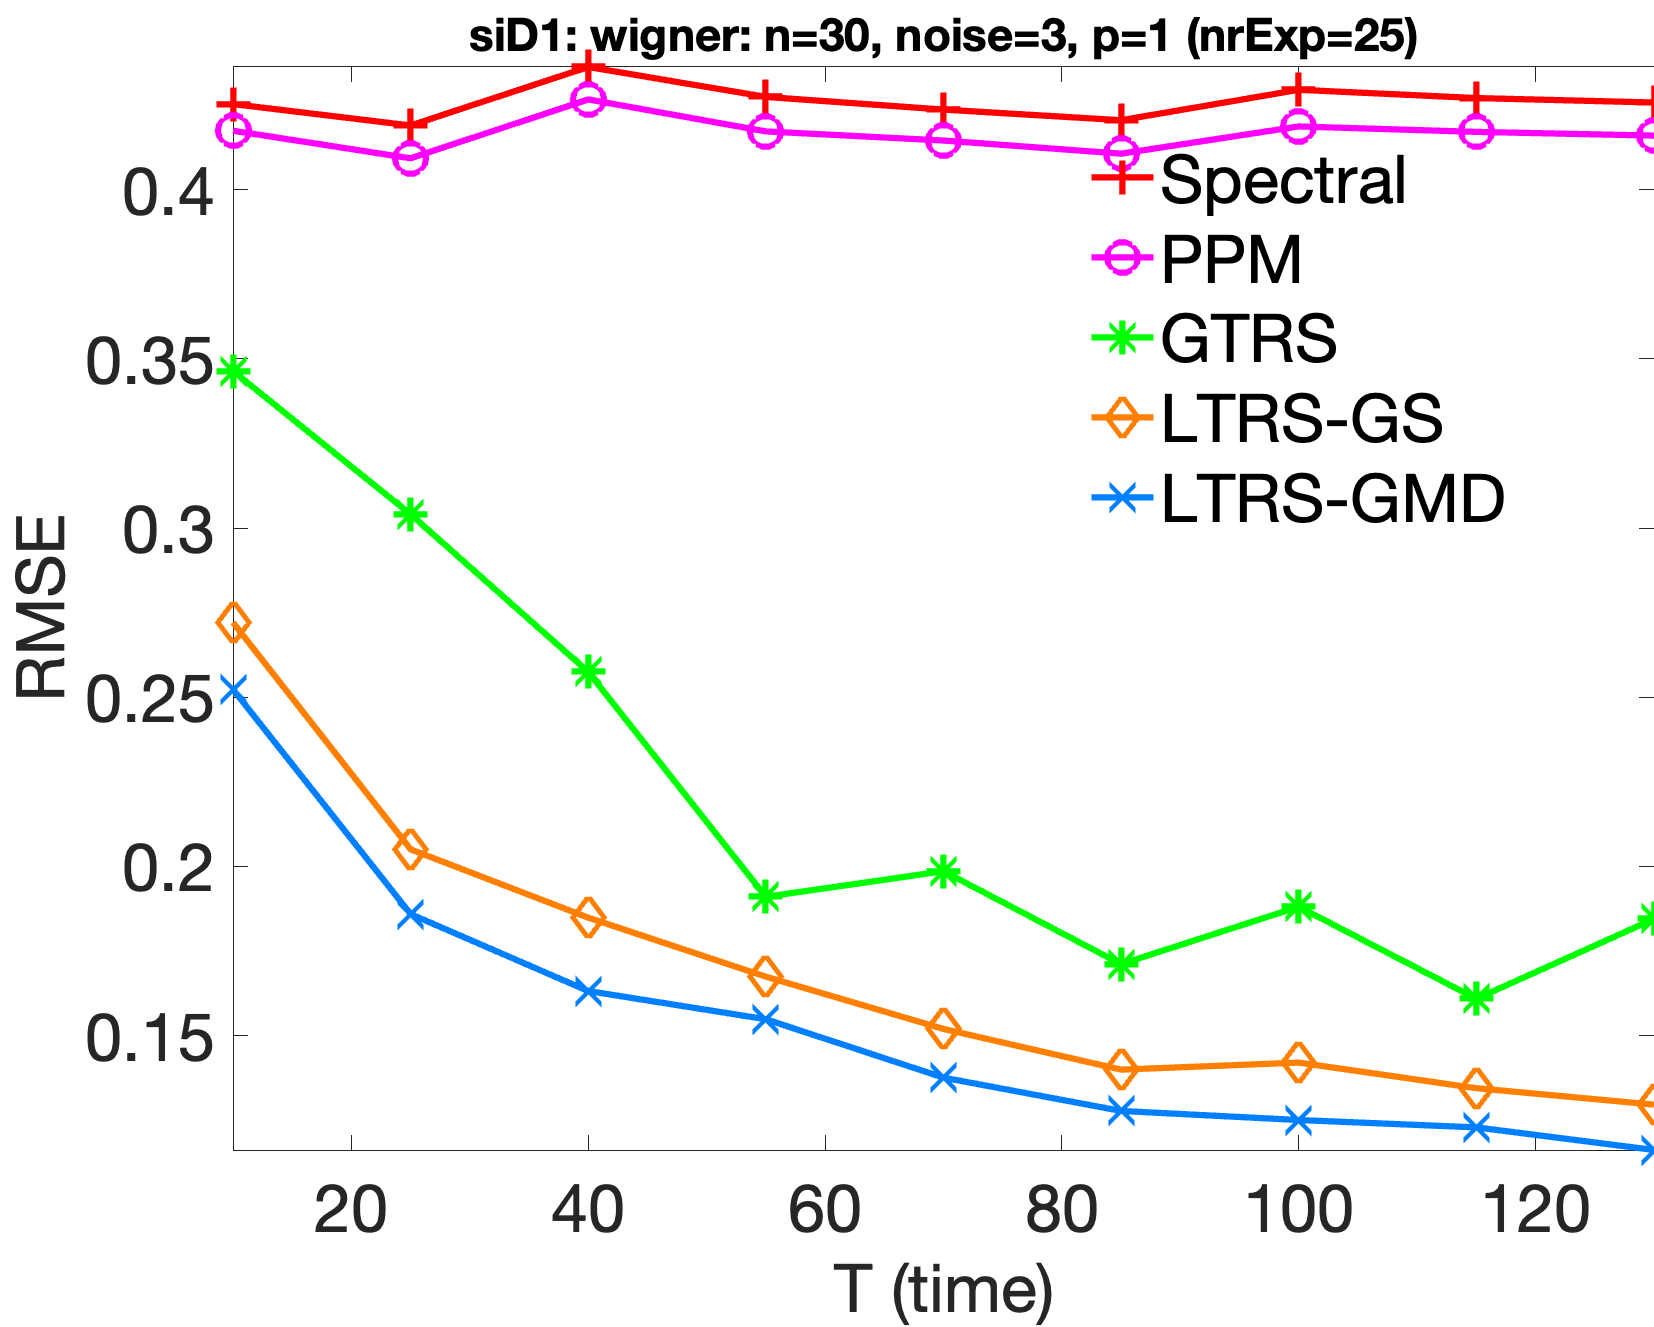 siD1: wigner: n=30, noise=3, p=1 (nrExp=25)
Spectral
PPM
GTRS
LTRS-GS
LTRS-GMD
0.4
0.35
0.3
0.25
0.2
0.15
RMSE
20 40 60 80 100 120
T (time)